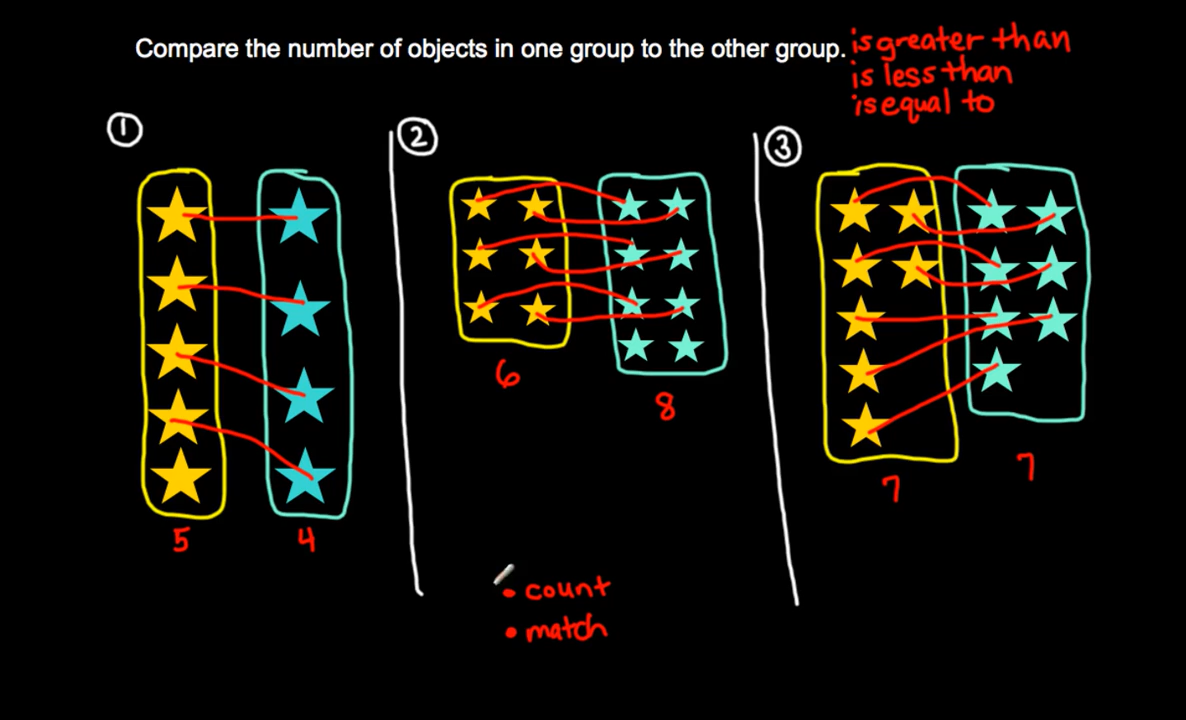 Compare the number of objects in one group to the other group.
is greater than
is less than
is equal to
1
2
3
6
8
7
7
5
4
• count
• match